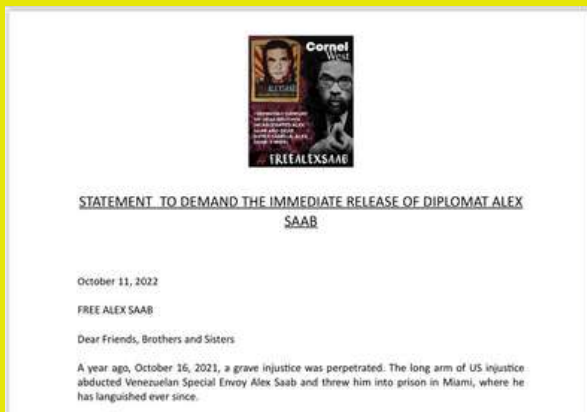 Cornel
West
ALEX SAAB
# FREEALEXSAAB
STATEMENT TO DEMAND THE IMMEDIATE RELEASE OF DIPLOMAT ALEX
SAAB
October 11, 2022
FREE ALEX SAAB
Dear Friends, Brothers and Sisters
A year ago, October 16, 2021, a grave injustice was perpetrated. The long arm of US injustice
abducted Venezuelan Special Envoy Alex Saab and threw him into prison in Miami, where he
has languished ever since.